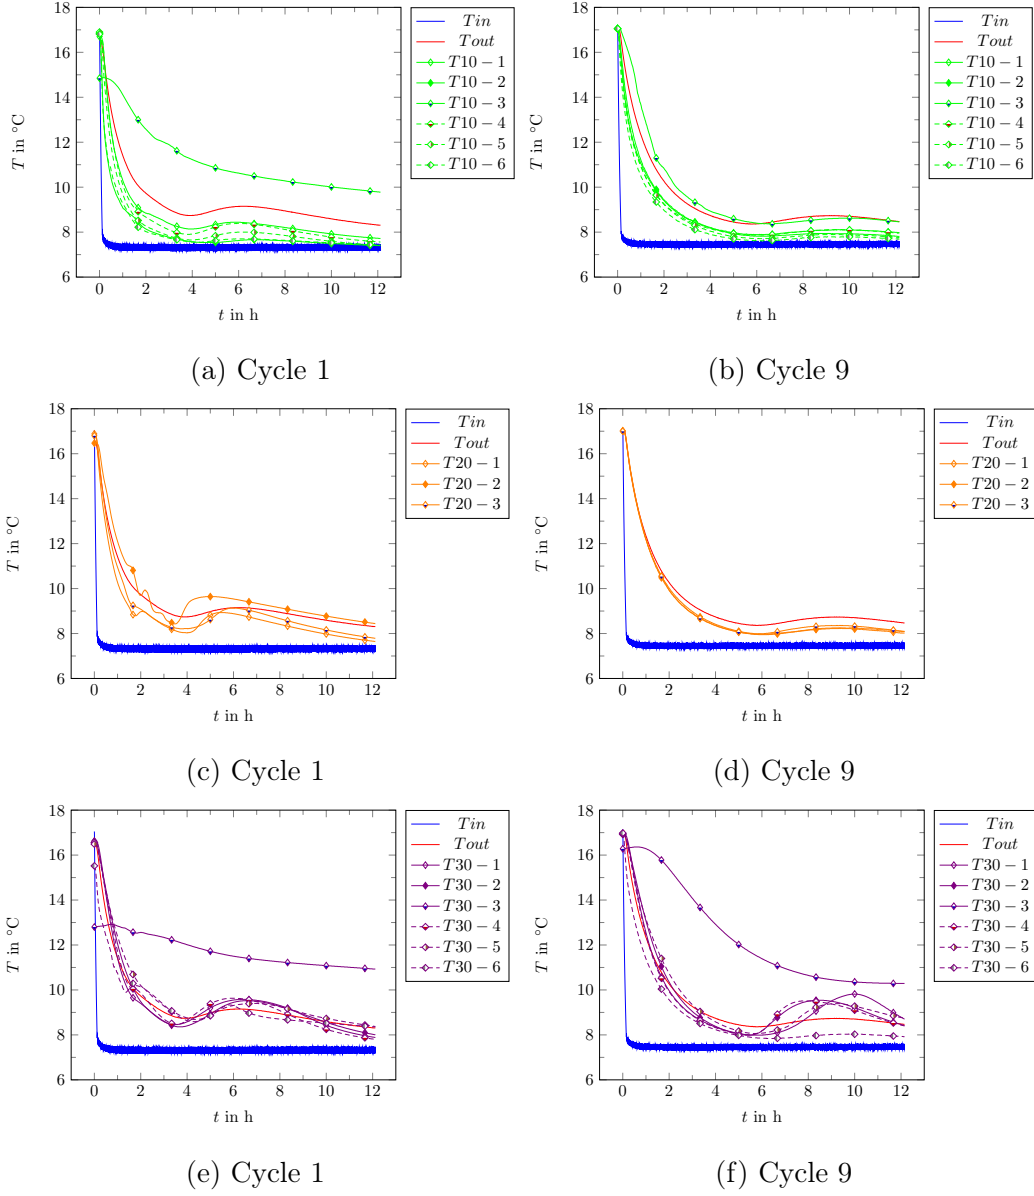 18
16
14
12
10
8
6
T in °C
0 2 4 6 8 10 12
t in h
Tin
Tout
T10 − 1
T10 − 2
T10 − 3
T10 − 4
T10 − 5
T10 − 6
(a) Cycle 1
18
16
14
12
10
8
6
T in °C
0 2 4 6 8 10 12
t in h
Tin
Tout
T10 − 1
T10 − 2
T10 − 3
T10 − 4
T10 − 5
T10 − 6
(b) Cycle 9
18
16
14
12
10
8
6
T in °C
0 2 4 6 8 10 12
t in h
Tin
Tout
T20 − 1
T20 − 2
T20 − 3
(c) Cycle 1
18
16
14
12
10
8
6
T in °C
0 2 4 6 8 10 12
t in h
Tin
Tout
T20 − 1
T20 − 2
T20 − 3
(d) Cycle 9
18
16
14
12
10
8
6
T in °C
0 2 4 6 8 10 12
t in h
Tin
Tout
T30 − 1
T30 − 2
T30 − 3
T30 − 4
T30 − 5
T30 − 6
(e) Cycle 1
18
16
14
12
10
8
6
T in °C
0 2 4 6 8 10 12
t in h
Tin
Tout
T30 − 1
T30 − 2
T30 − 3
T30 − 4
T30 − 5
T30 − 6
(f) Cycle 9